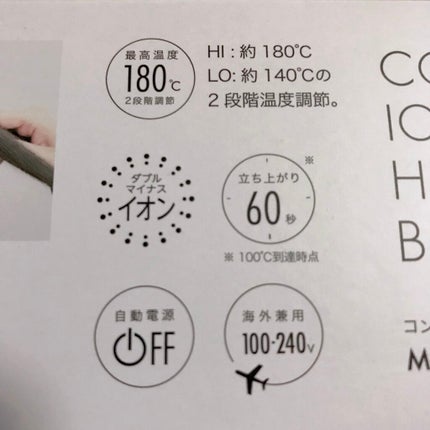 最高温度
180℃
2段階調節
HI : 約 180℃
LO: 約 140℃の
2 段階温度調節。
ダブル
マイナス
イオン
※
立ち上がり
60秒
※ 100℃到達時点
自動電源
OFF
海外兼用
100-240V
CO
IO
H
B
コン
M